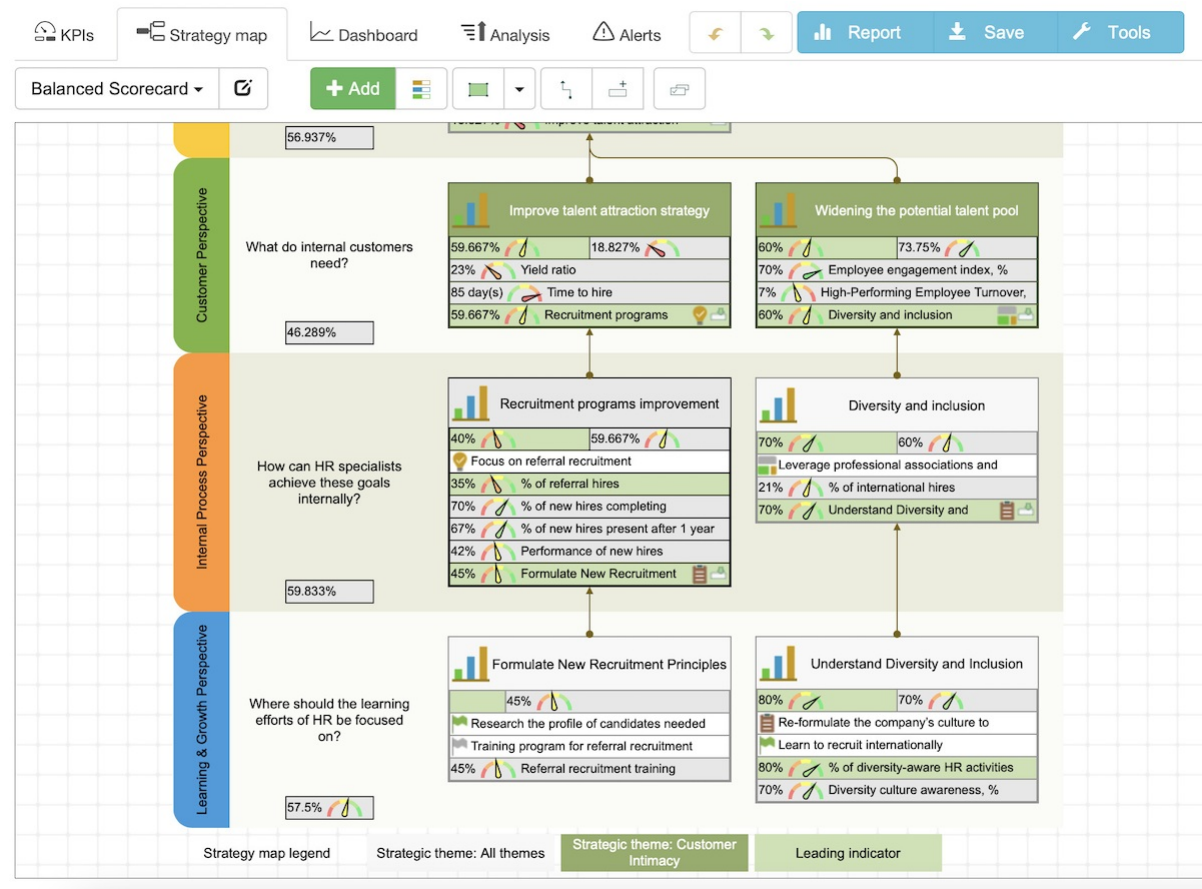 KPIs
Strategy map
Dashboard
Analysis
Alerts
Report
Save
Tools
Balanced Scorecard
Add
56.937%
Improve talent attraction
Customer Perspective
What do internal customers
need?
46.289%
Improve talent attraction strategy
59.667%
18.827%
23%
Yield ratio
85 day(s)
Time to hire
59.667%
Recruitment programs
Widening the potential talent pool
60%
73.75%
70%
Employee engagement index, %
7%
High-Performing Employee Turnover,
60%
Diversity and inclusion
Internal Process Perspective
How can HR specialists
achieve these goals
internally?
59.833%
Recruitment programs improvement
40%
59.667%
Focus on referral recruitment
35%
% of referral hires
70%
% of new hires completing
67%
% of new hires present after 1 year
42%
Performance of new hires
45%
Formulate New Recruitment
Diversity and inclusion
70%
60%
Leverage professional associations and
21%
% of international hires
70%
Understand Diversity and
Learning & Growth Perspective
Where should the learning
efforts of HR be focused
on?
57.5%
Formulate New Recruitment Principles
45%
Research the profile of candidates needed
Training program for referral recruitment
45%
Referral recruitment training
Understand Diversity and Inclusion
80%
70%
Re-formulate the company's culture to
Learn to recruit internationally
80%
% of diversity-aware HR activities
70%
Diversity culture awareness, %
Strategy map legend
Strategic theme: All themes
Strategic theme: Customer
Intimacy
Leading indicator